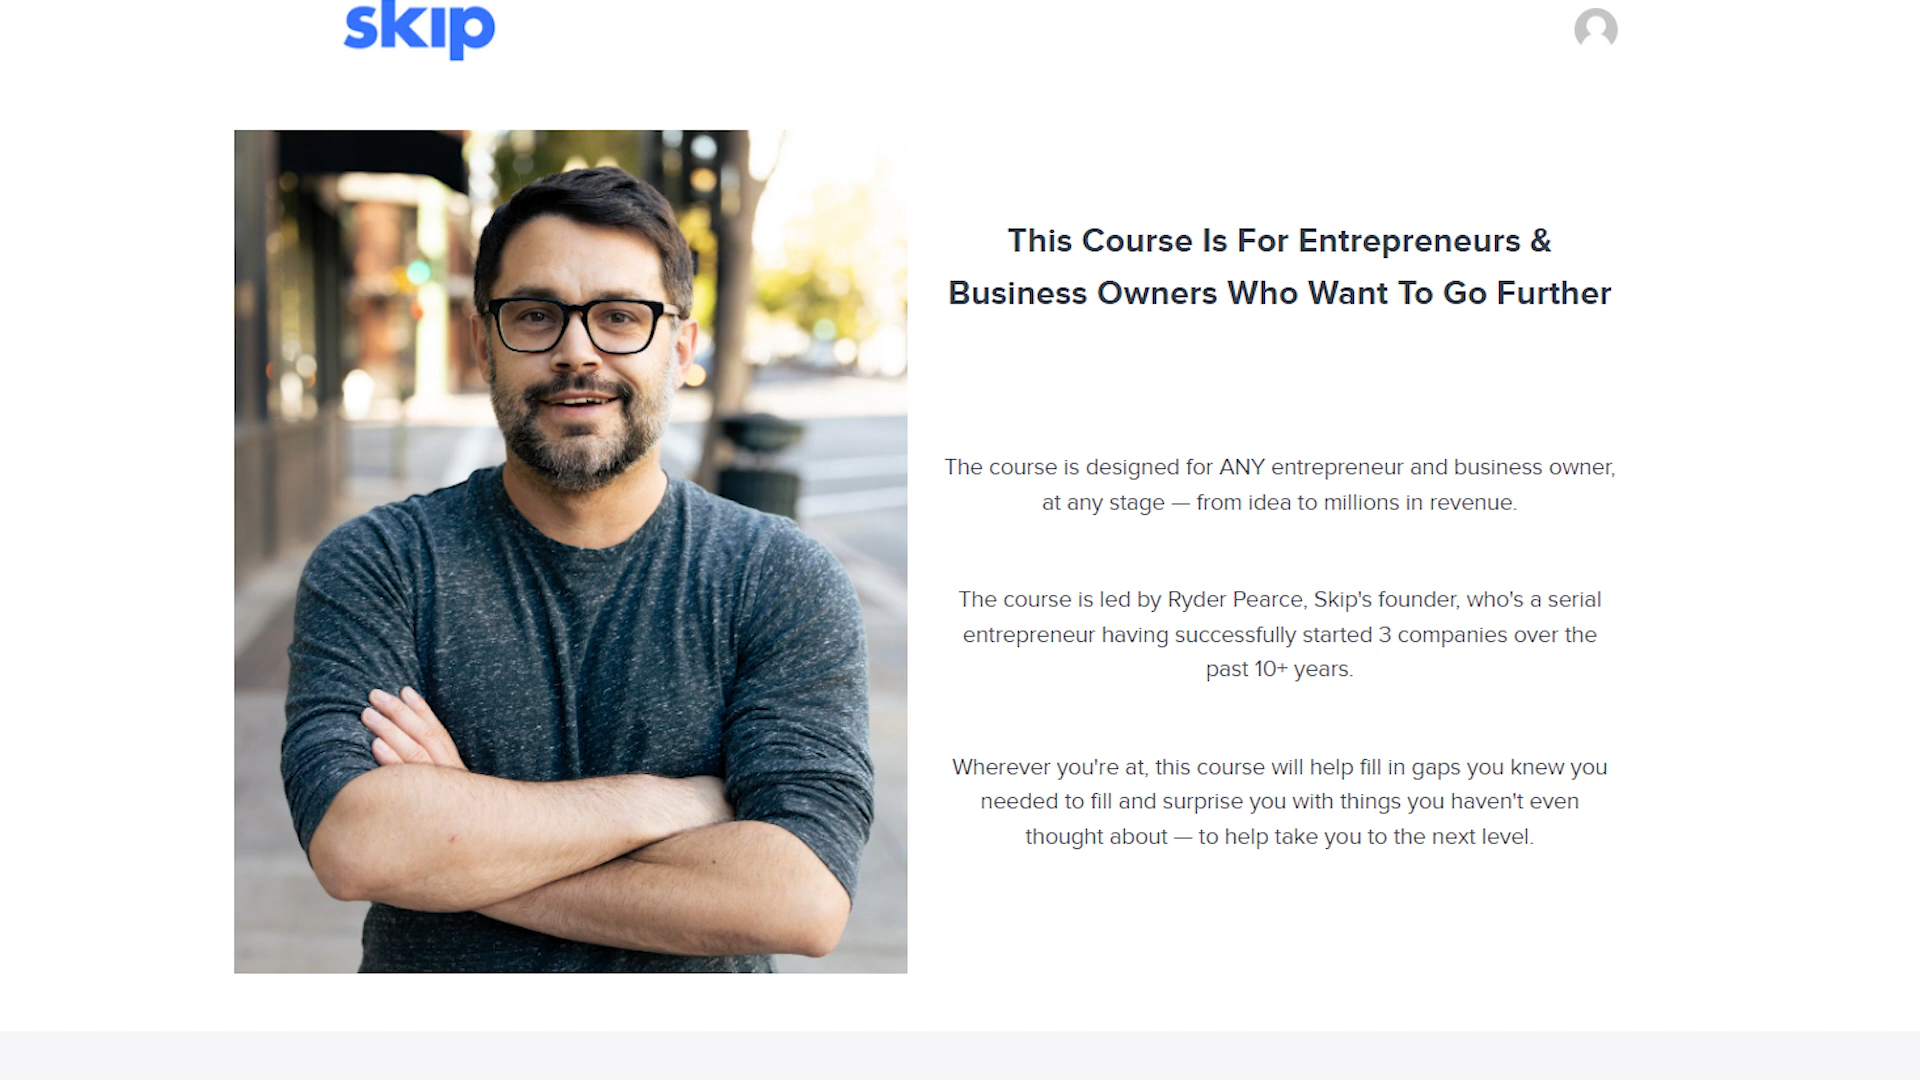 skip
This Course Is For Entrepreneurs &
Business Owners Who Want To Go Further
The course is designed for ANY entrepreneur and business owner,
at any stage — from idea to millions in revenue.
The course is led by Ryder Pearce, Skip's founder, who's a serial
entrepreneur having successfully started 3 companies over the
past 10+ years.
Wherever you're at, this course will help fill in gaps you knew you
needed to fill and surprise you with things you haven't even
thought about — to help take you to the next level.